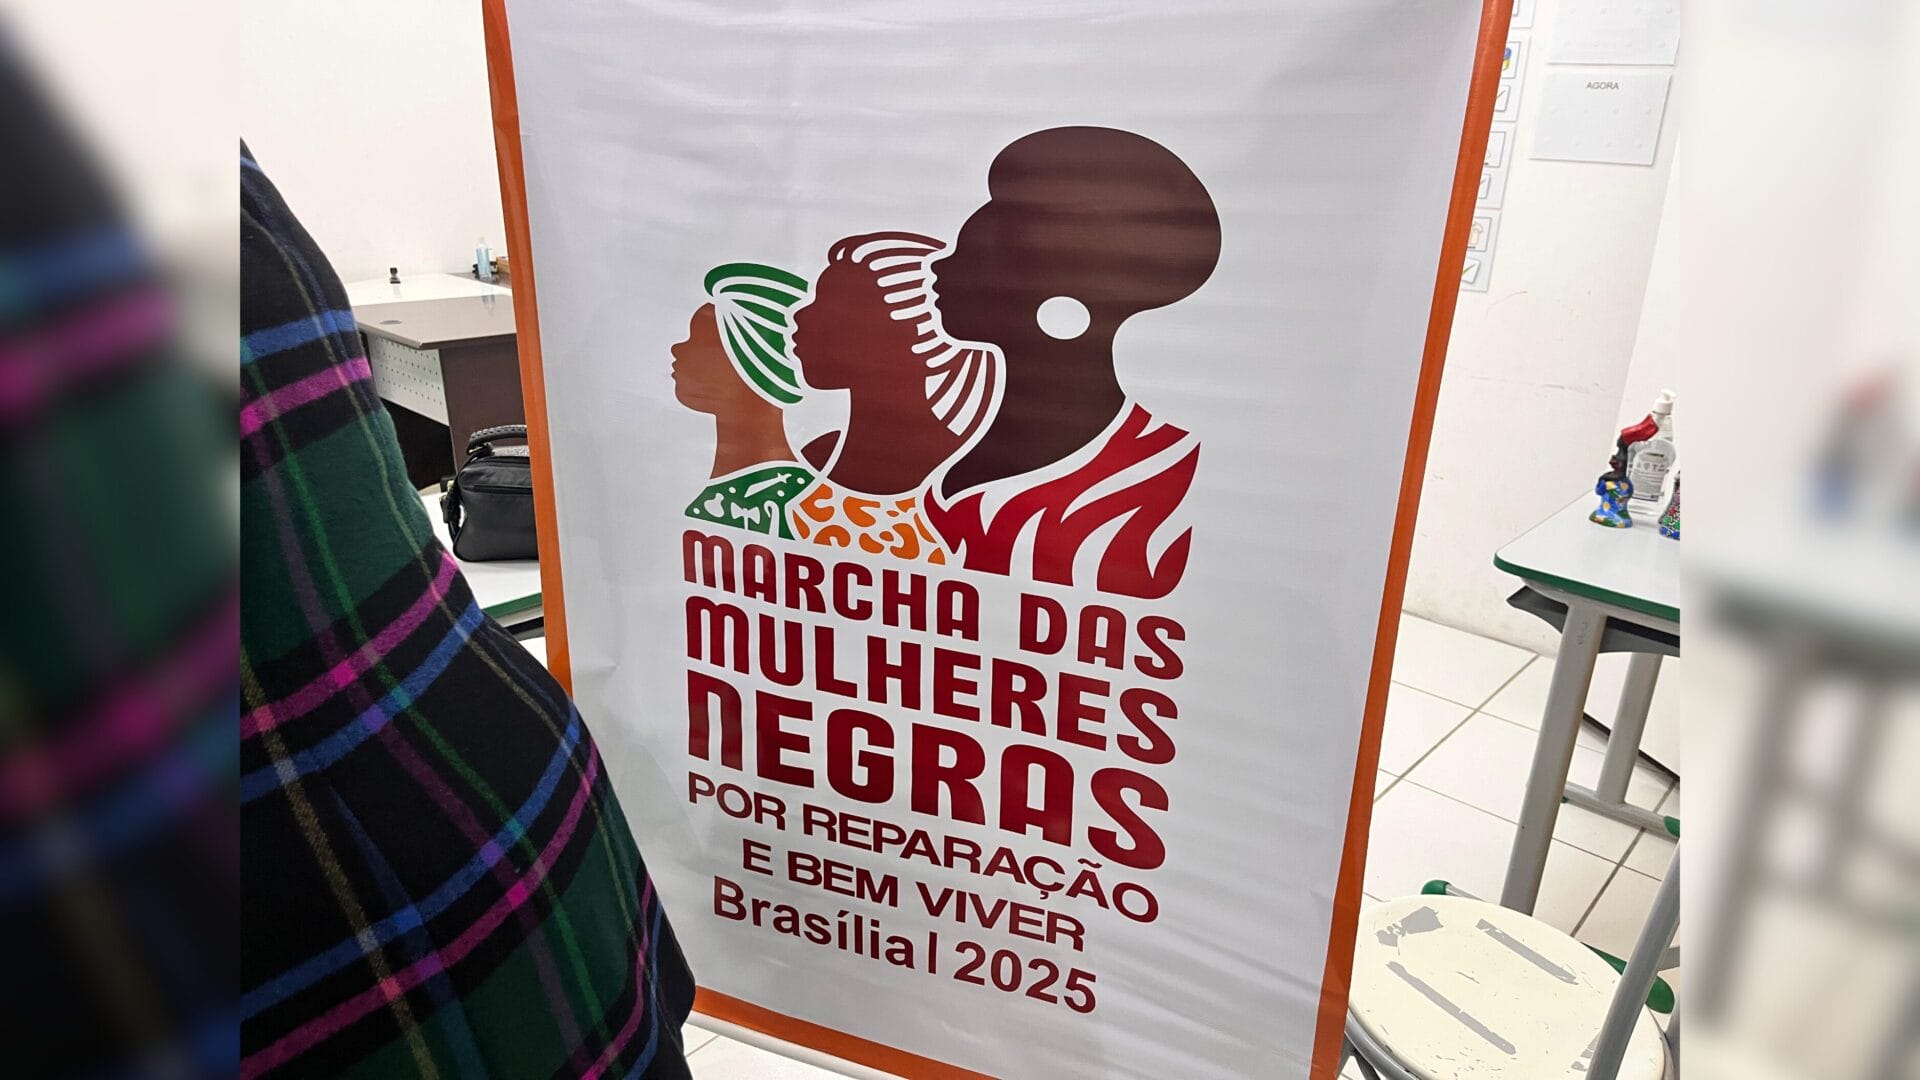 AGORA
MARCHA DAS
MULHERES
NEGRAS
POR REPARAÇÃO
E BEM VIVER
Brasília | 2025